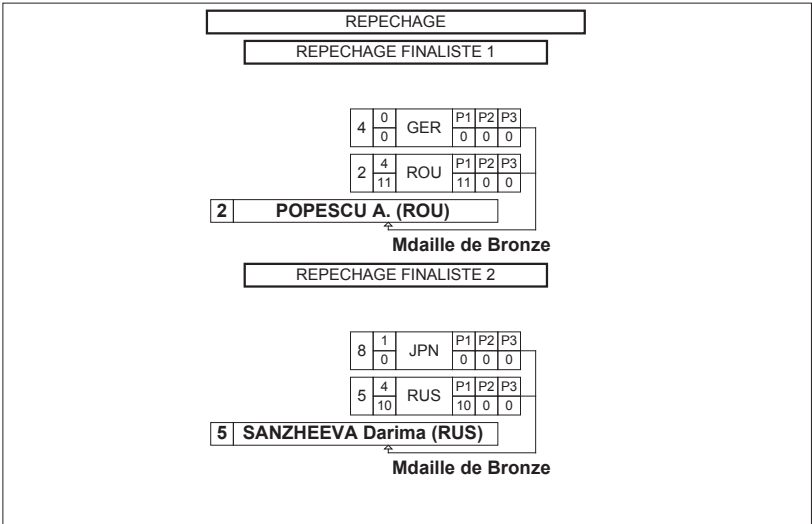 REPECHAGE
REPECHAGE FINALISTE 1
4 0 GER P1 P2 P3
0 0 0 0
2 4 ROU P1 P2 P3
11 11 0 0
2 POPESCU A. (ROU)
Mdaille de Bronze
REPECHAGE FINALISTE 2
8 1 JPN P1 P2 P3
0 0 0 0
5 4 RUS P1 P2 P3
10 10 0 0
5 SANZHEEVA Darima (RUS)
Mdaille de Bronze